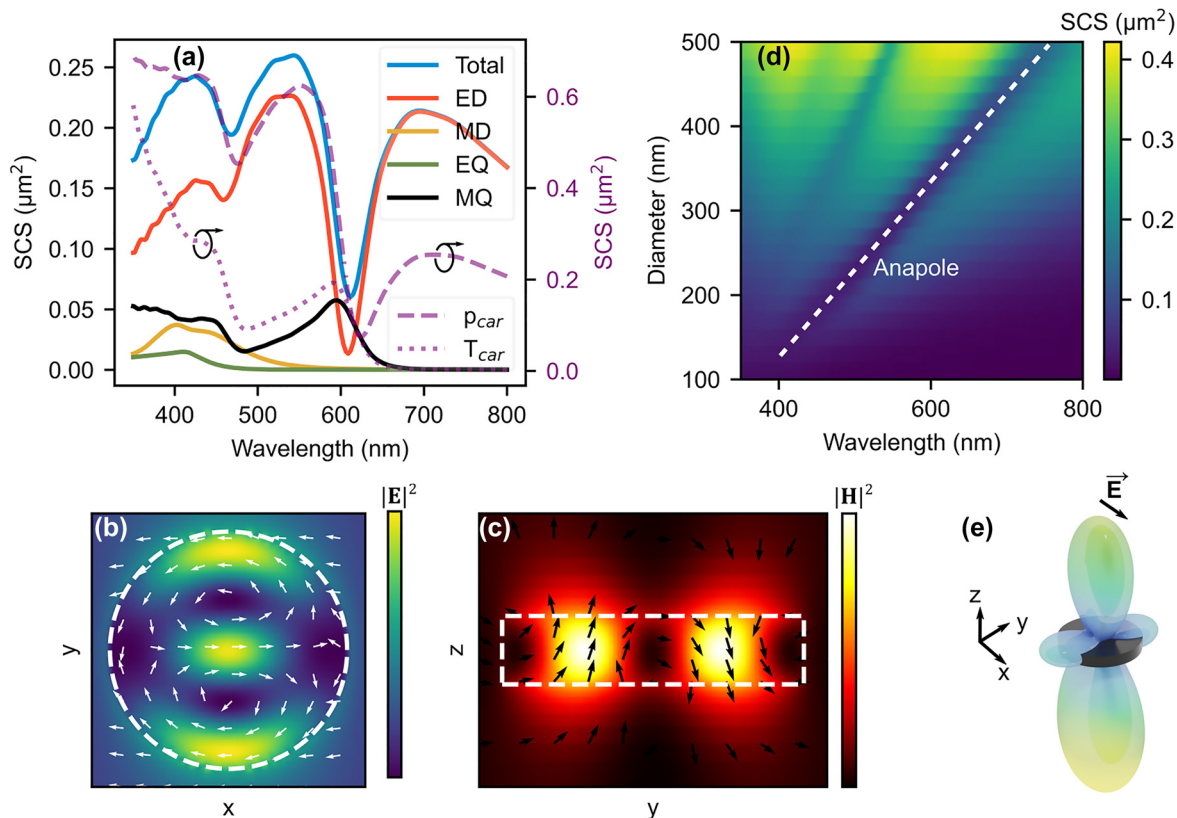 (a)
SCS (µm²)
0.25
0.20
0.15
0.10
0.05
0.00
Total
ED
MD
EQ
MQ
p_car
T_car
0.6
0.4
0.2
0.0
SCS (µm²)
400
500
600
700
800
Wavelength (nm)
(d)
SCS (µm²)
Diameter (nm)
500
400
300
200
100
Anapole
0.4
0.3
0.2
0.1
400
600
800
Wavelength (nm)
(b)
|E|²
y
x
(c)
|H|²
z
y
(e)
E
z
y
x